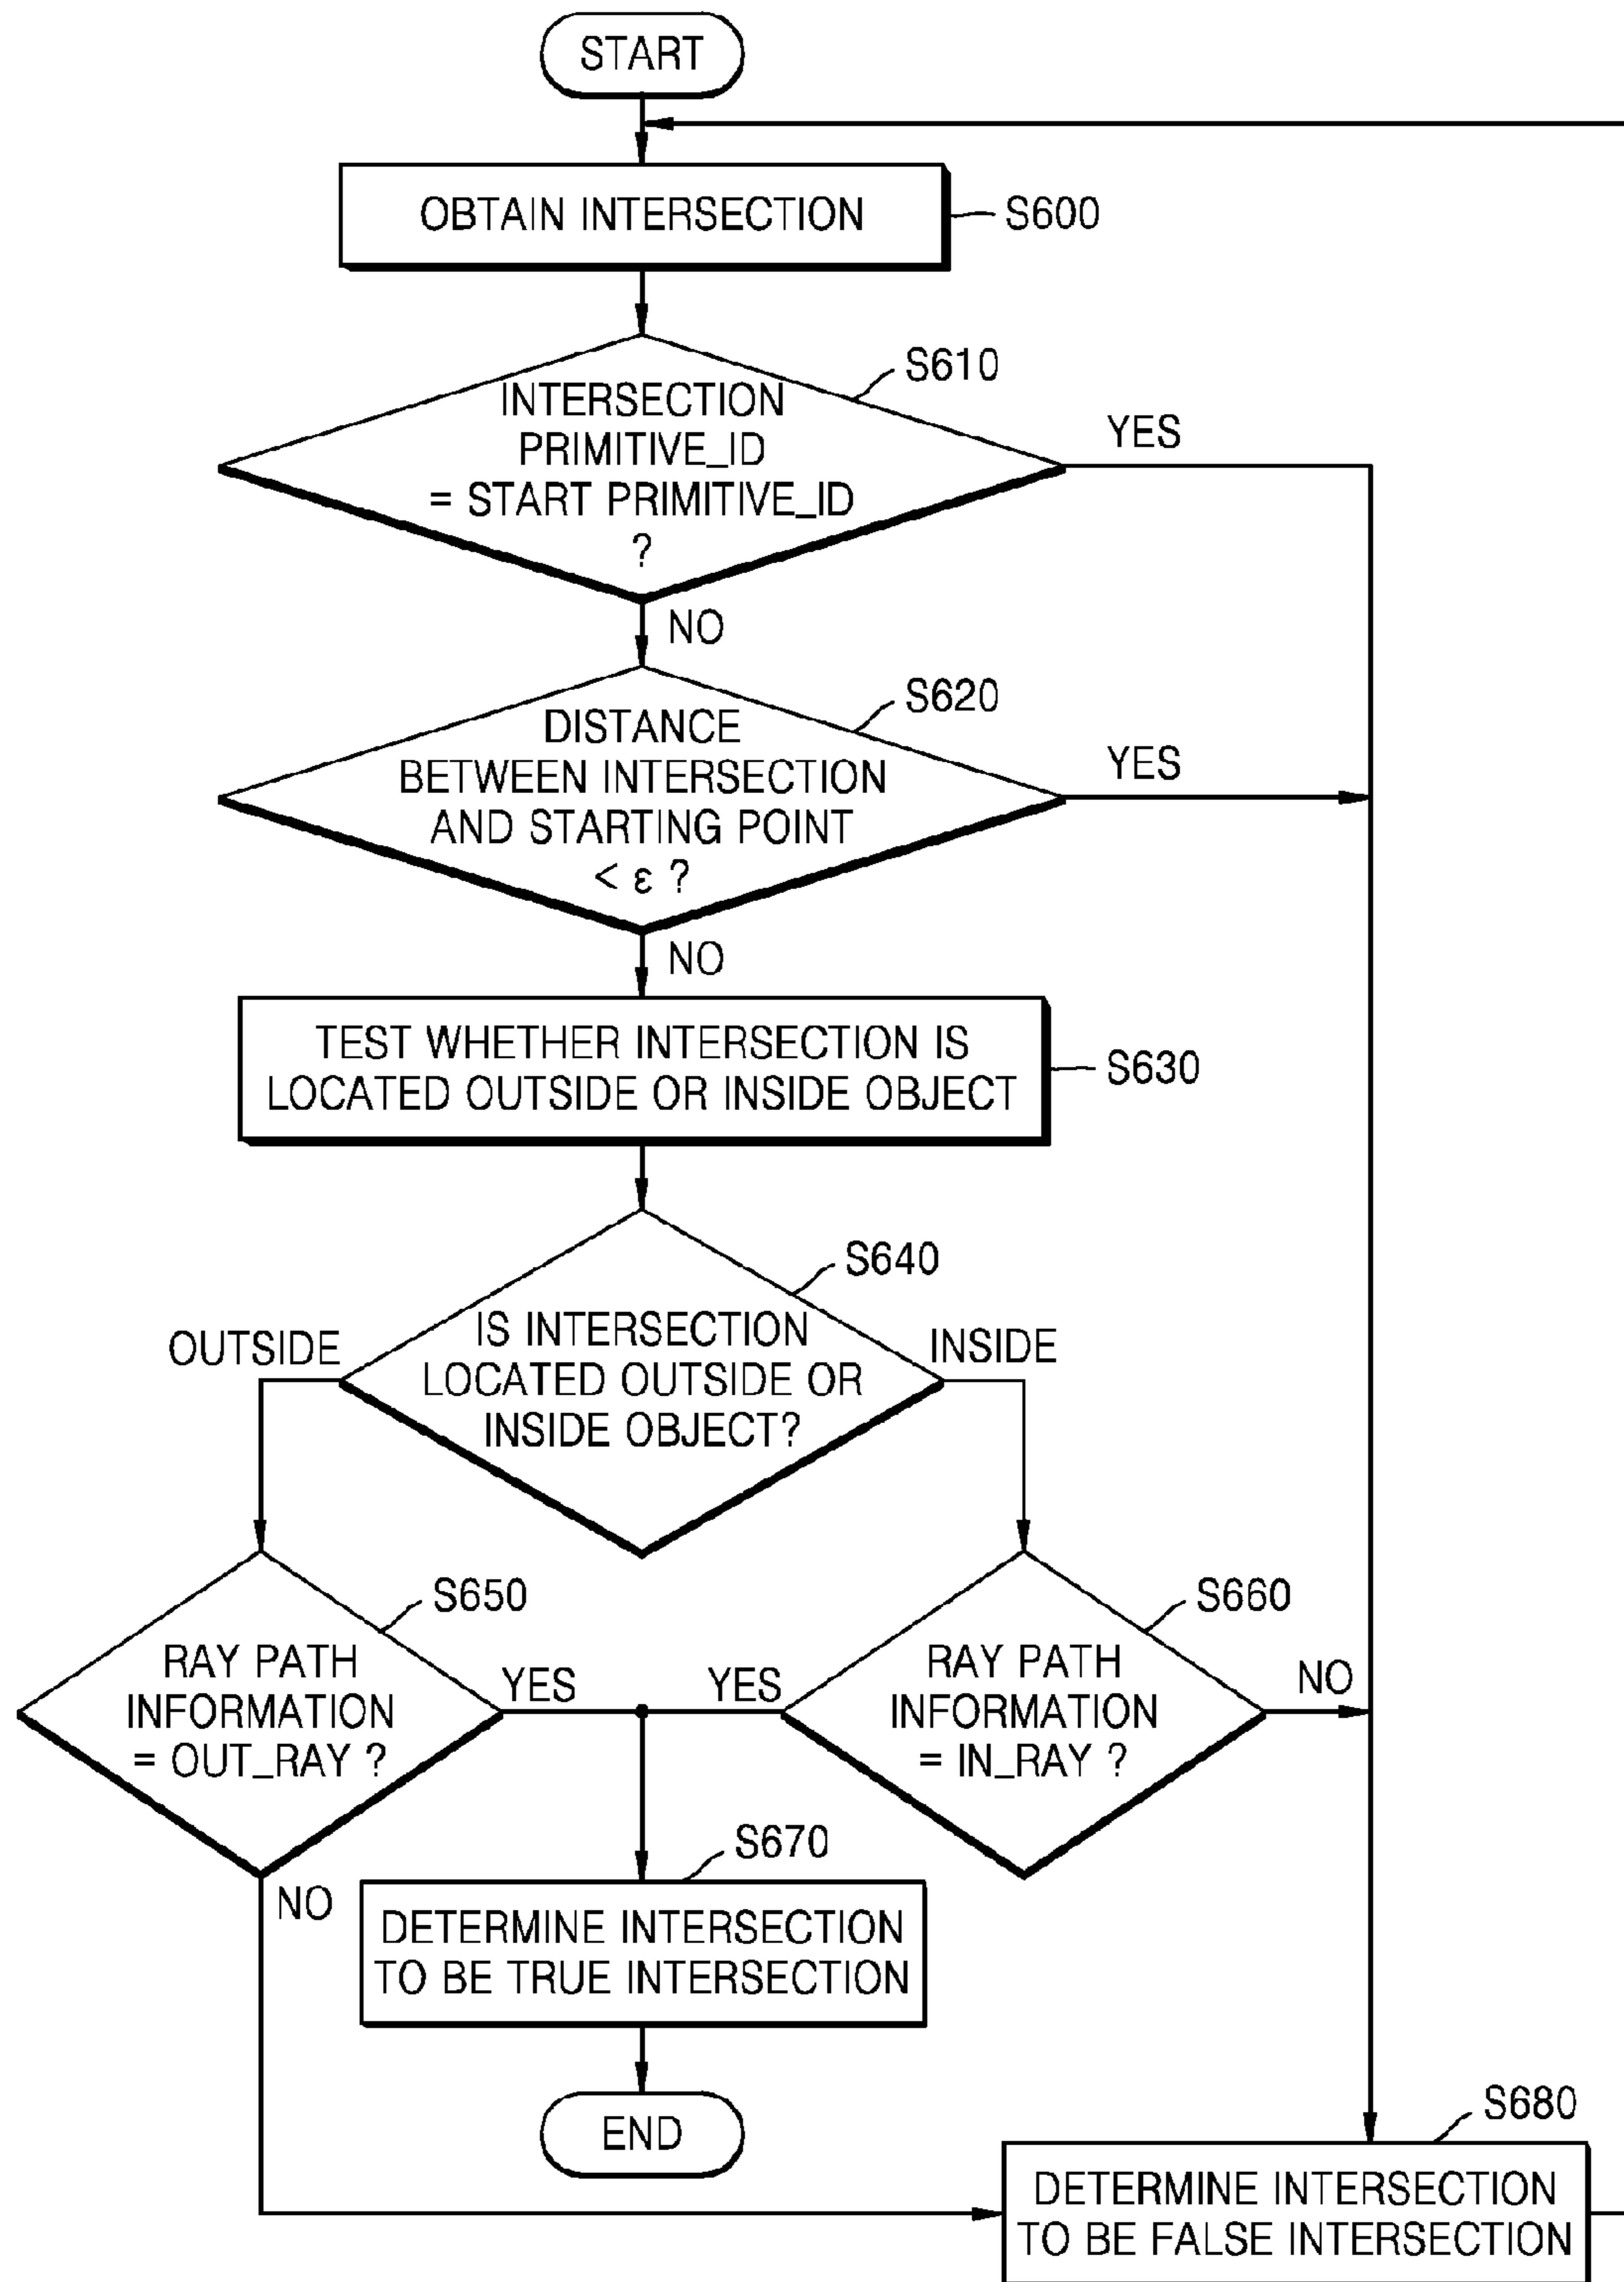 START
OBTAIN INTERSECTION
S600
S610
INTERSECTION
PRIMITIVE_ID
= START PRIMITIVE_ID
?
YES
NO
S620
DISTANCE
BETWEEN INTERSECTION
AND STARTING POINT
< ε ?
YES
NO
TEST WHETHER INTERSECTION IS
LOCATED OUTSIDE OR INSIDE OBJECT
S630
S640
IS INTERSECTION
LOCATED OUTSIDE OR
INSIDE OBJECT?
OUTSIDE
INSIDE
S650
RAY PATH
INFORMATION
= OUT_RAY ?
YES
NO
S660
RAY PATH
INFORMATION
= IN_RAY ?
YES
NO
S670
DETERMINE INTERSECTION
TO BE TRUE INTERSECTION
END
S680
DETERMINE INTERSECTION
TO BE FALSE INTERSECTION